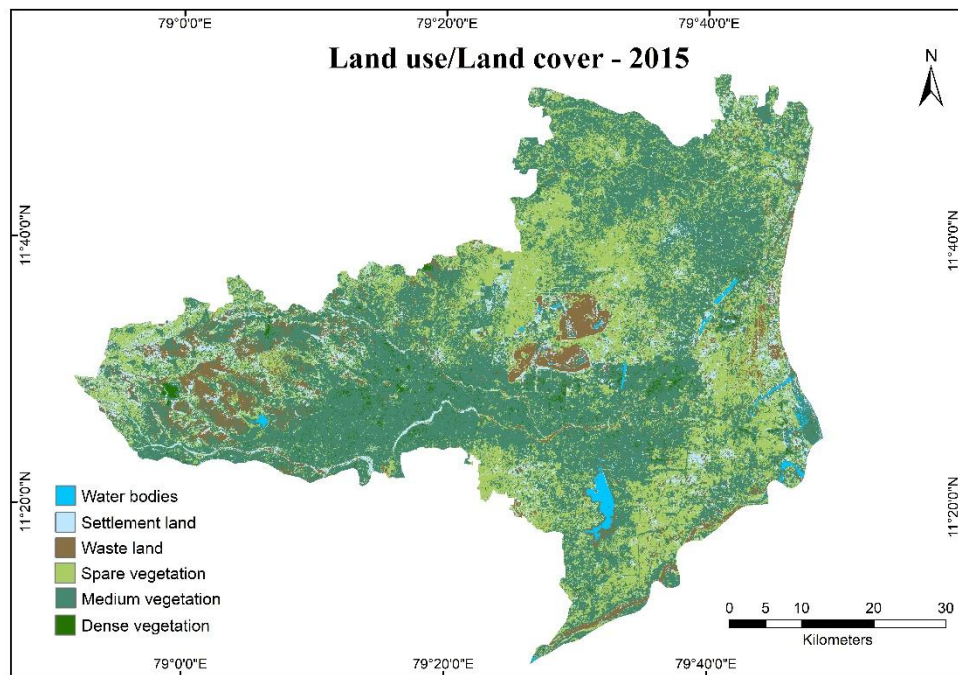 79°0'0"E 79°20'0"E 79°40'0"E
Land use/Land cover - 2015
N
11°40'0"N 11°40'0"N
11°20'0"N 11°20'0"N
Water bodies
Settlement land
Waste land
Spare vegetation
Medium vegetation
Dense vegetation
0 5 10 20 30
Kilometers
79°0'0"E 79°20'0"E 79°40'0"E